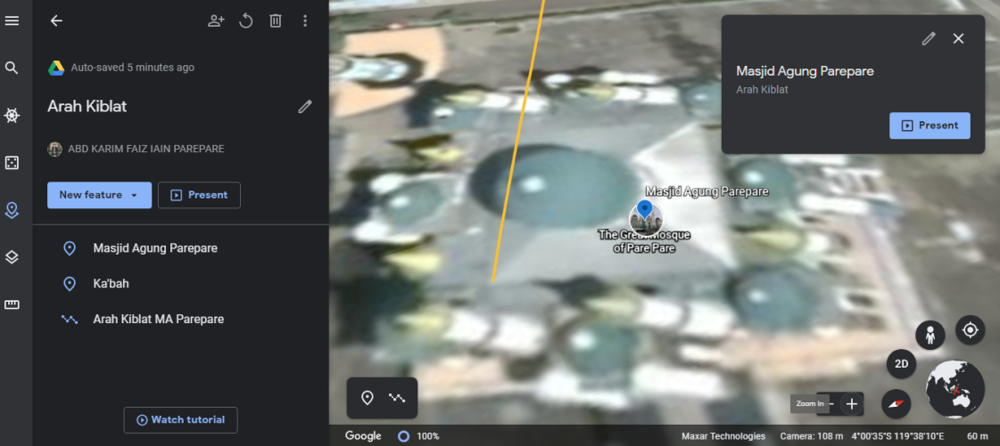 Auto-saved 5 minutes ago
Arah Kiblat
ABD KARIM FAIZ IAIN PAREPARE
New feature
Present
Masjid Agung Parepare
Ka'bah
Arah Kiblat MA Parepare
Watch tutorial
Masjid Agung Parepare
The Great Mosque
of Pare Pare
Masjid Agung Parepare
Arah Kiblat
Present
2D
Zoom In
Google
100%
Maxar Technologies
Camera: 108 m
4°00'35"S 119°38'10"E
60 m